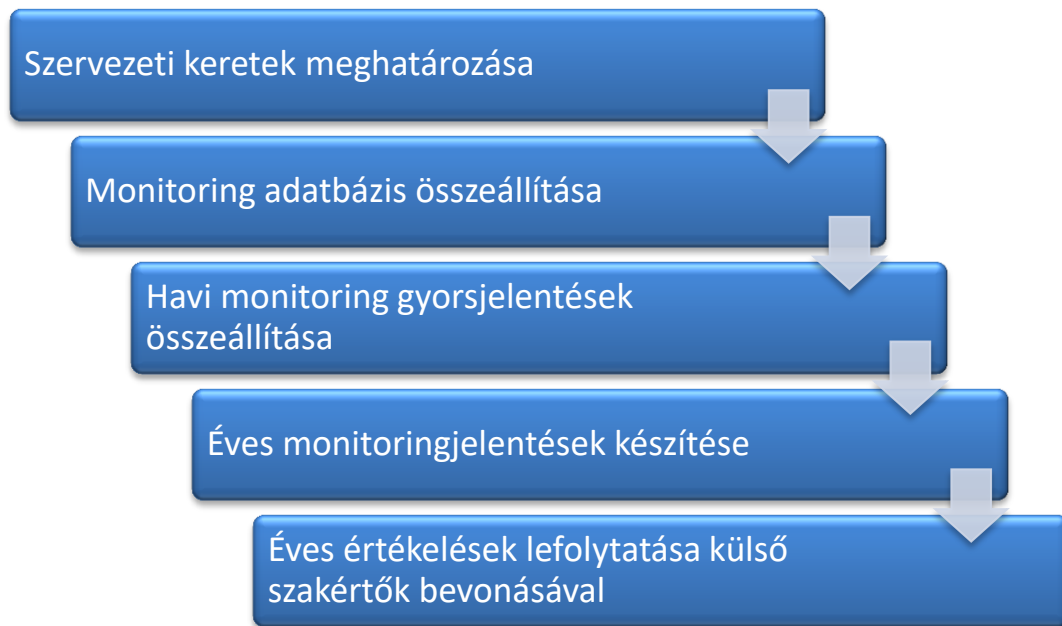 Szervezeti keretek meghatározása
Monitoring adatbázis összeállítása
Havi monitoring gyorsjelentések
összeállítása
Éves monitoringjelentések készítése
Éves értékelések lefolytatása külső
szakértők bevonásával